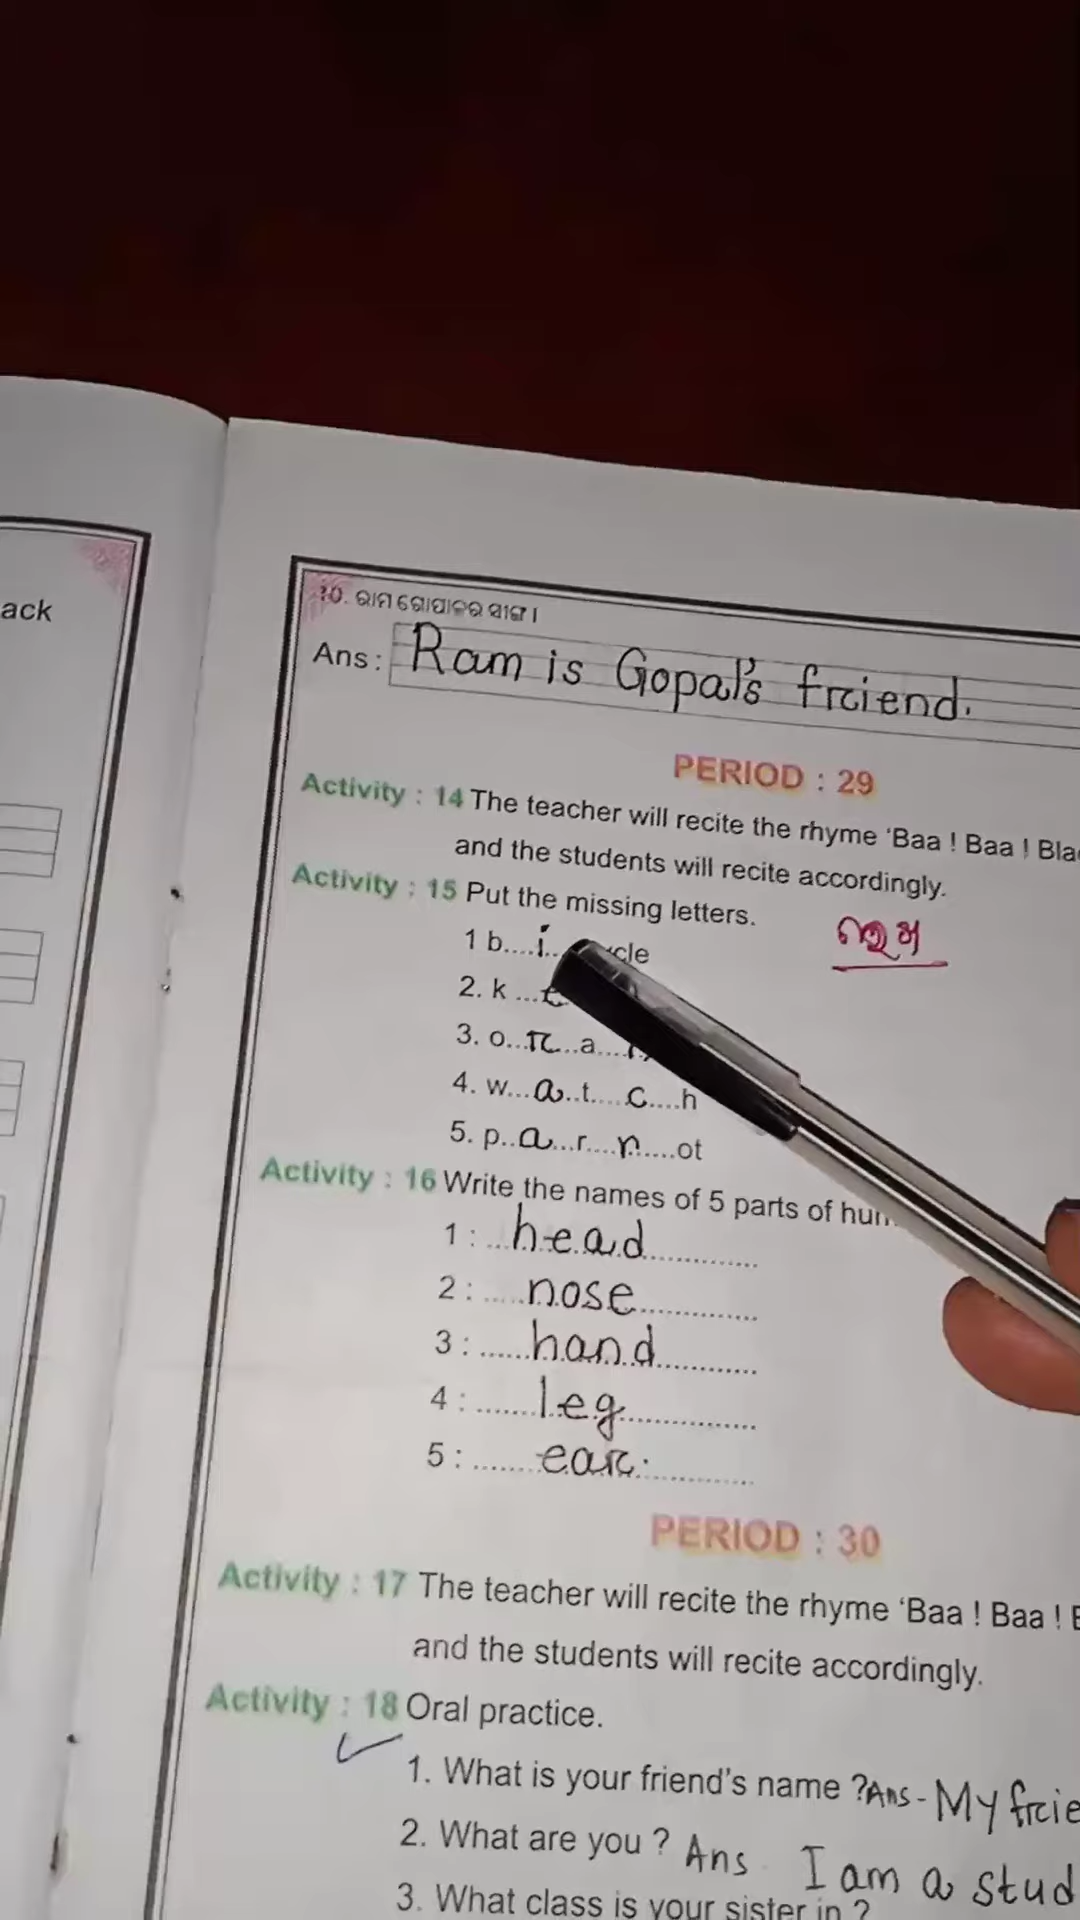 ack
10. ରାମ ଗୋପାଳର ସାଙ୍ଗ।
Ans: Ram is Gopal's friend.
PERIOD : 29
Activity : 14 The teacher will recite the rhyme ‘Baa ! Baa ! Bla
and the students will recite accordingly.
Activity : 15 Put the missing letters.
1 b....i... cle
2. k ...e
3. o...r...a....
4. w...a..t....c....h
5. p..a...r....r.....ot
Activity : 16 Write the names of 5 parts of hu
1 : ...head............
2 : .....nose............
3 : ......hand...........
4 : .......leg..............
5 : .......ear.............
PERIOD : 30
Activity : 17 The teacher will recite the rhyme ‘Baa ! Baa !
and the students will recite accordingly.
Activity : 18 Oral practice.
1. What is your friend's name ? Ans - My frie
2. What are you ? Ans I am a stud
3. What class is your sister in ?